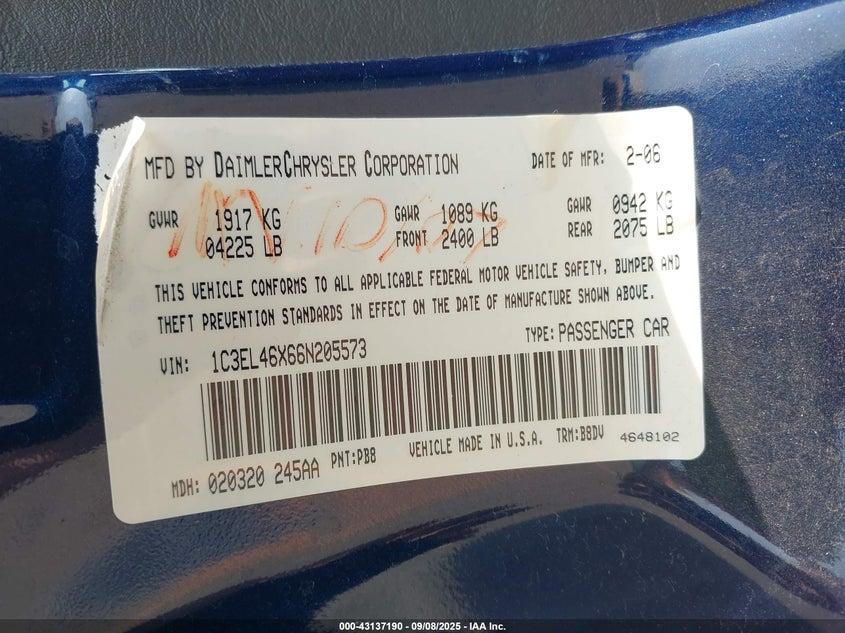 MFD BY DAIMLERCHRYSLER CORPORATION DATE OF MFR: 2-06
GVWR 1917 KG GAWR 1089 KG GAWR 0942 KG
04225 LB FRONT 2400 LB REAR 2075 LB
THIS VEHICLE CONFORMS TO ALL APPLICABLE FEDERAL MOTOR VEHICLE SAFETY, BUMPER AND
THEFT PREVENTION STANDARDS IN EFFECT ON THE DATE OF MANUFACTURE SHOWN ABOVE.
VIN: 1C3EL46X66N205573 TYPE: PASSENGER CAR
MDH: 020320 245AA PNT:PB8 VEHICLE MADE IN U.S.A. TRM:B8DV 4648102
000-43137190 - 09/08/2025 - IAA Inc.